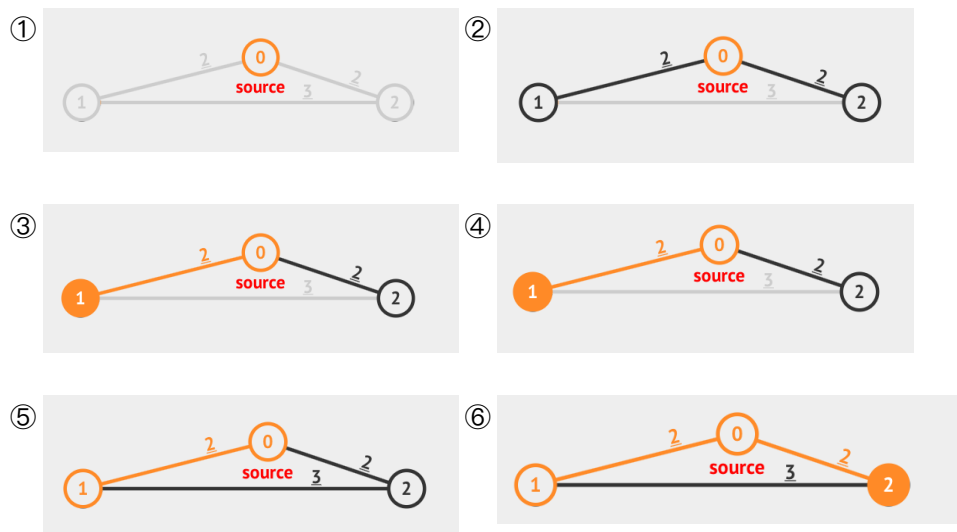 ① 2 0 2
source 3
1 2
② 2 0 2
source 3
1 2
③ 2 0 2
source 3
1 2
④ 2 0 2
source 3
1 2
⑤ 2 0 2
source 3
1 2
⑥ 2 0 2
source 3
1 2